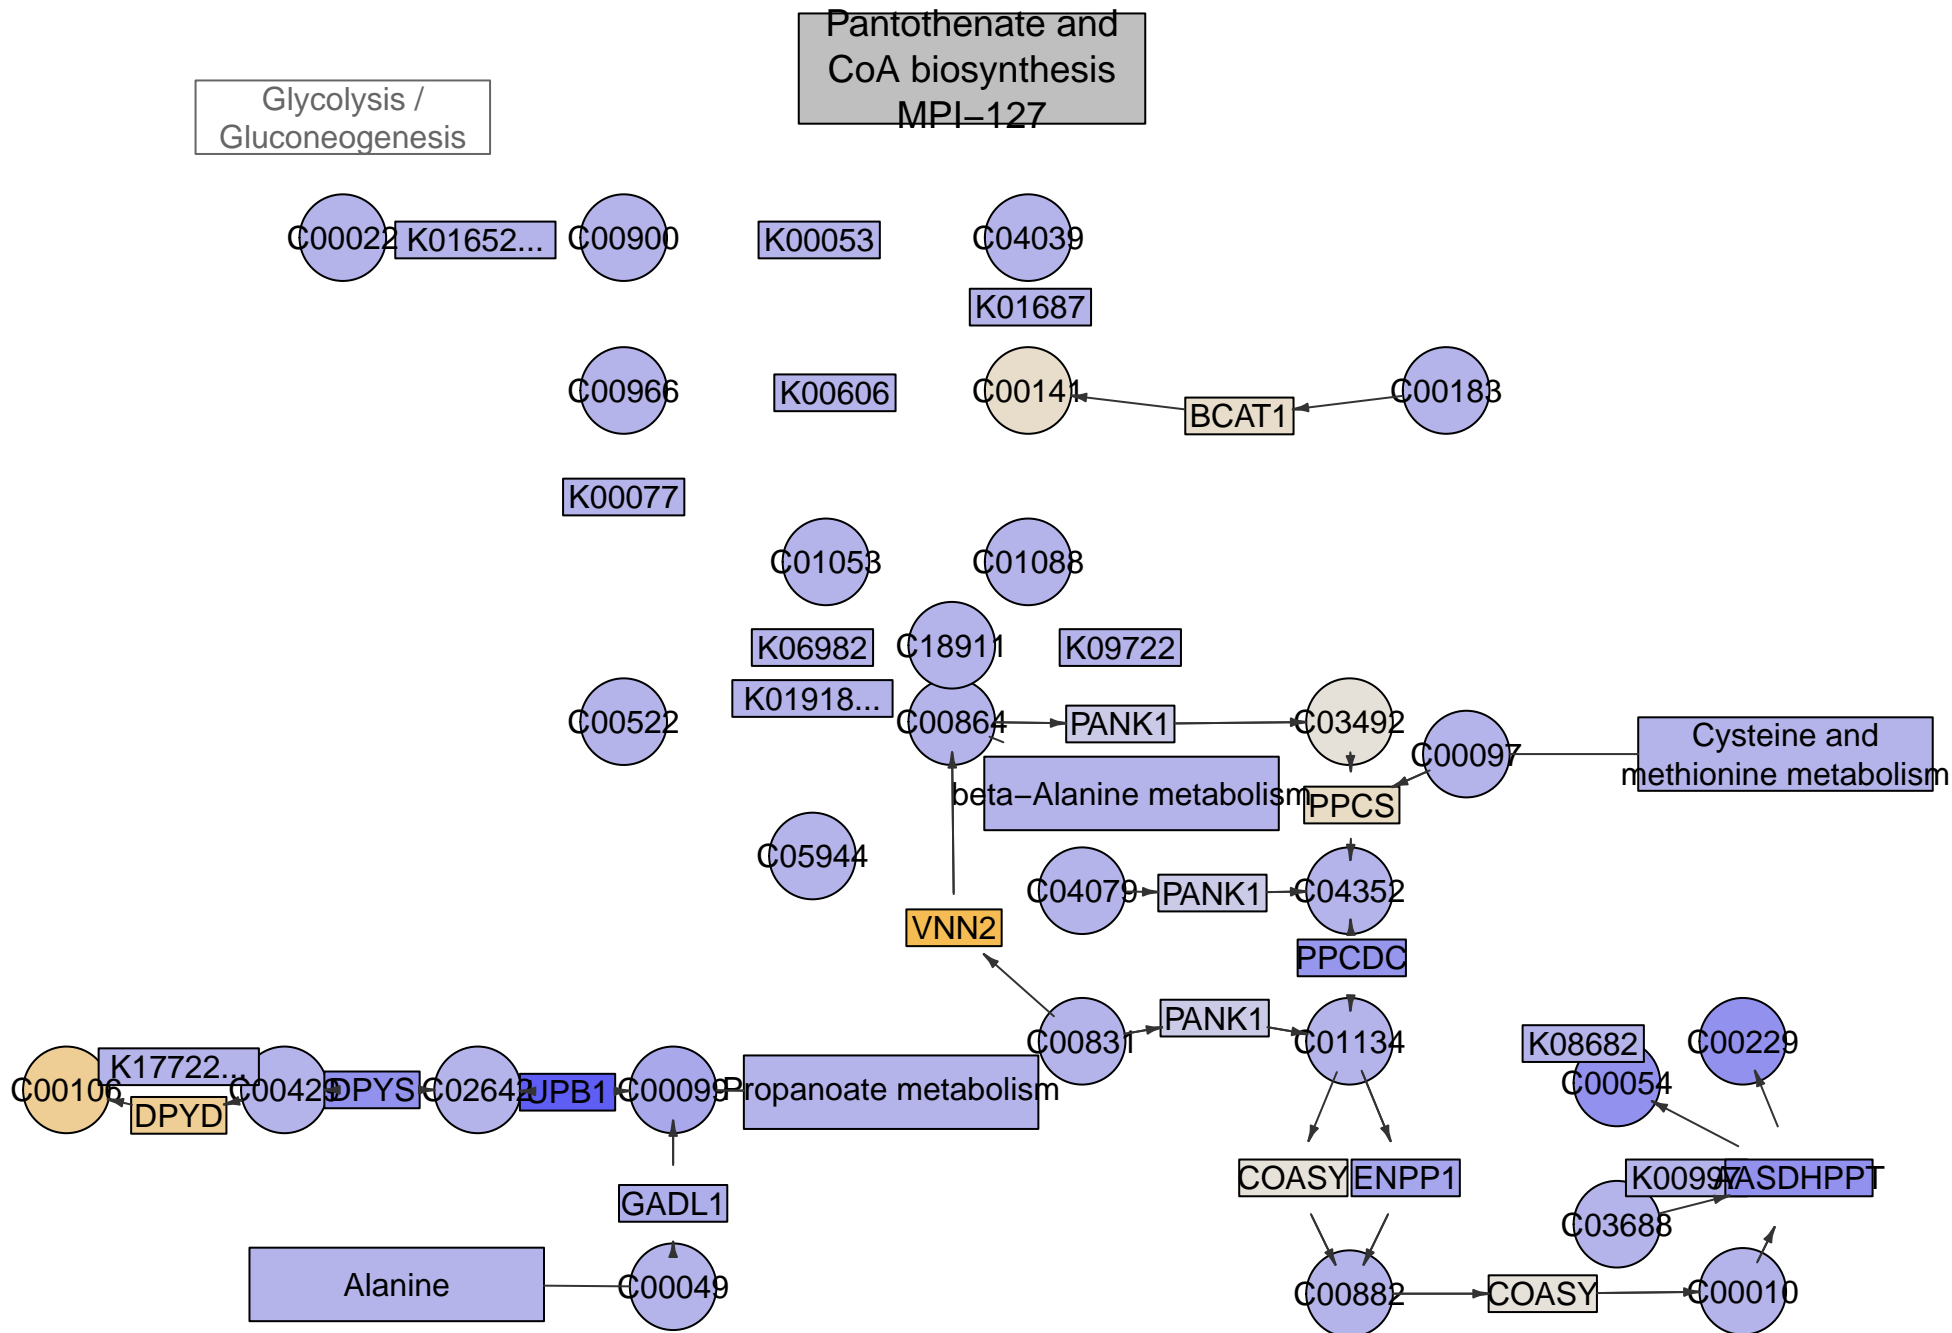 Pantothenate and
CoA biosynthesis
MPI−127
Glycolysis /
Gluconeogenesis
C00022
K01652...
C00900
K00053
C04039
K01687
C00966
K00606
C00141
BCAT1
C00183
K00077
C01053
C01088
K06982
C18911
K09722
K01918...
C00522
C00864
PANK1
C03492
C00097
Cysteine and
methionine metabolism
beta−Alanine metabolism
PPCS
C05944
C04079
PANK1
C04352
VNN2
PPCDC
C00831
PANK1
C01134
K08682
C00229
C00054
C00106
K17722...
DPYD
C00429
DPYS
C02642
UPB1
C00099
Propanoate metabolism
COASY
ENPP1
K00997
AASDHPPT
GADL1
C03688
Alanine
C00049
C00882
COASY
C00010